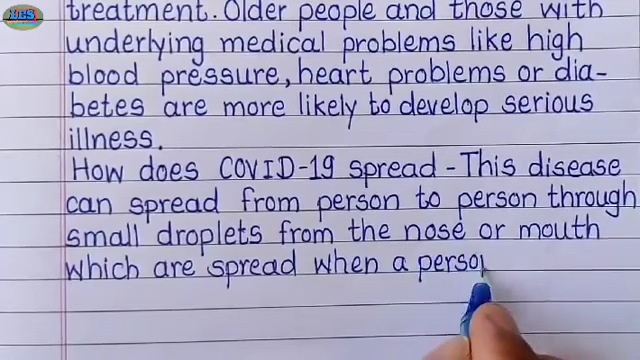 treatment. Older people and those with
underlying medical problems like high
blood pressure, heart problems or dia-
betes are more likely to develop serious
illness.
How does COVID-19 spread - This disease
can spread from person to person through
small droplets from the nose or mouth
which are spread when a perso